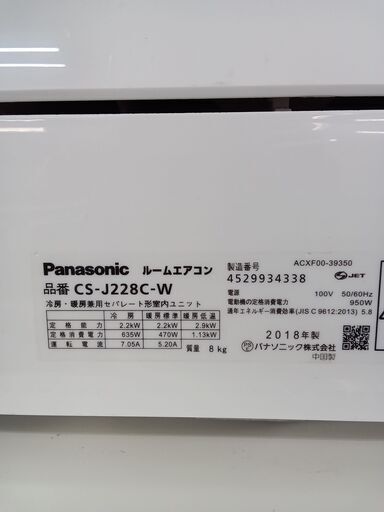 ACXF00-39350
Panasonic ルームエアコン
製造番号
4529934338
JET
品番 CS-J228C-W
冷房・暖房兼用セパレート形室内ユニット
電源 100V 50/60Hz
電動機の定格消費電力 950W
通年エネルギー消費効率(JIS C 9612:2013) 5.8
冷房 暖房標準 暖房低温
定格能力 2.2kW 2.2kW 2.9kW
定格消費電力 635W 470W 1.13kW
運転電流 7.05A 5.20A
質量 8kg
2018年製
PS E パナソニック株式会社
中国製